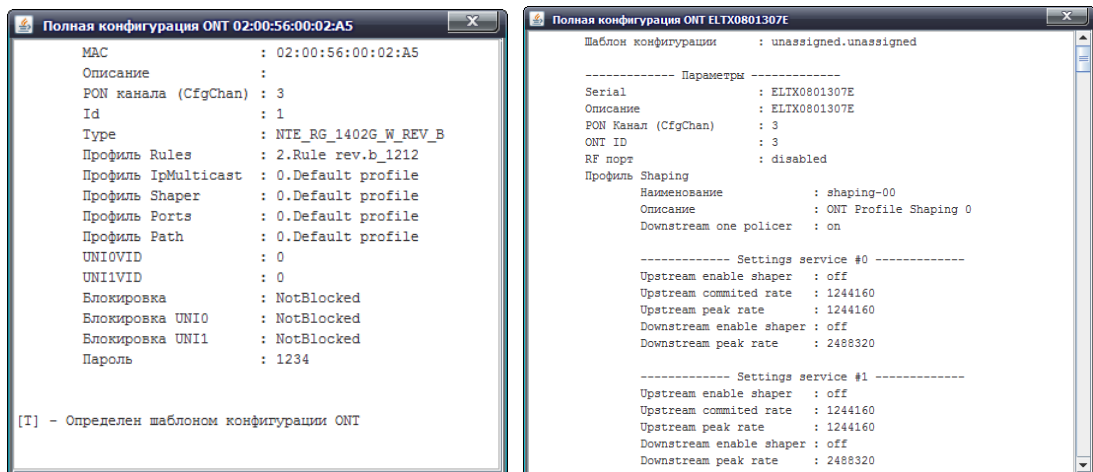 Полная конфигурация ONT 02:00:56:00:02:A5
MAC : 02:00:56:00:02:A5
Описание :
PON канала (CfgChan) : 3
Id : 1
Type : NTE_RG_1402G_W_REV_B
Профиль Rules : 2.Rule rev.b_1212
Профиль IpMulticast : 0.Default profile
Профиль Shaper : 0.Default profile
Профиль Ports : 0.Default profile
Профиль Path : 0.Default profile
UNI0VID : 0
UNI1VID : 0
Блокировка : NotBlocked
Блокировка UNI0 : NotBlocked
Блокировка UNI1 : NotBlocked
Пароль : 1234
[T] - Определен шаблоном конфигурации ONT
Полная конфигурация ONT ELTX0801307E
Шаблон конфигурации : unassigned.unassigned
------------- Параметры -------------
Serial : ELTX0801307E
Описание : ELTX0801307E
PON Канал (CfgChan) : 3
ONT ID : 3
RF порт : disabled
Профиль Shaping
Наименование : shaping-00
Описание : ONT Profile Shaping 0
Downstream one policer : on
------------- Settings service #0 -------------
Upstream enable shaper : off
Upstream commited rate : 1244160
Upstream peak rate : 1244160
Downstream enable shaper : off
Downstream peak rate : 2488320
------------- Settings service #1 -------------
Upstream enable shaper : off
Upstream commited rate : 1244160
Upstream peak rate : 1244160
Downstream enable shaper : off
Downstream peak rate : 2488320